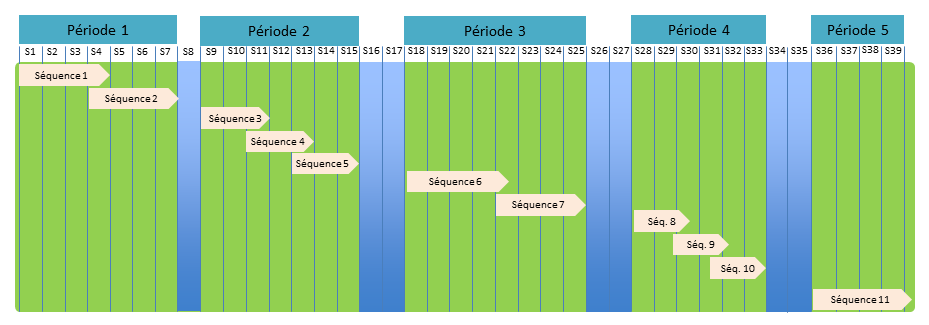 Période 1 Période 2 Période 3 Période 4 Période 5
S1 S2 S3 S4 S5 S6 S7 S8 S9 S10 S11 S12 S13 S14 S15 S16 S17 S18 S19 S20 S21 S22 S23 S24 S25 S26 S27 S28 S29 S30 S31 S32 S33 S34 S35 S36 S37 S38 S39
Séquence 1
Séquence 2
Séquence 3
Séquence 4
Séquence 5
Séquence 6
Séquence 7
Séq. 8
Séq. 9
Séq. 10
Séquence 11